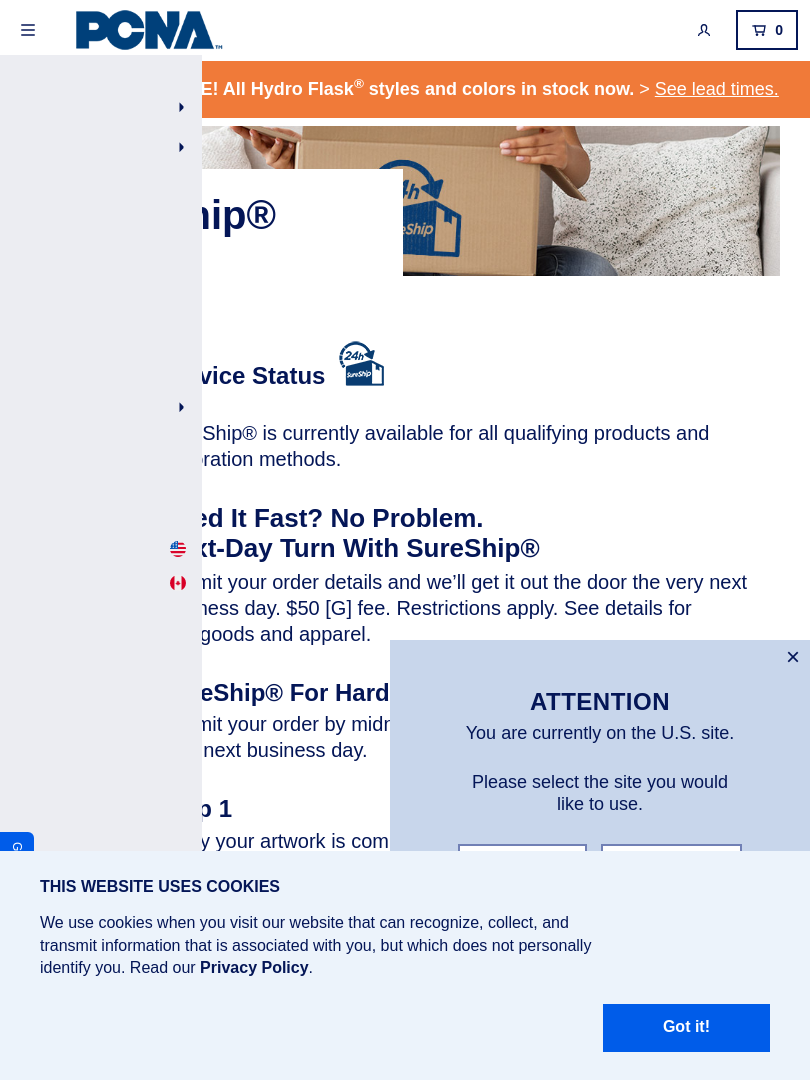 PCNA™
0
E! All Hydro Flask® styles and colors in stock now. > See lead times.
24h
SureShip
hip®
vice Status
Ship® is currently available for all qualifying products and
ration methods.
ed It Fast? No Problem.
xt-Day Turn With SureShip®
mit your order details and we’ll get it out the door the very next
ness day. $50 [G] fee. Restrictions apply. See details for
goods and apparel.
eShip® For Hard
mit your order by midn
next business day.
p 1
y your artwork is com
×
ATTENTION
You are currently on the U.S. site.
Please select the site you would
like to use.
G
THIS WEBSITE USES COOKIES
We use cookies when you visit our website that can recognize, collect, and
transmit information that is associated with you, but which does not personally
identify you. Read our Privacy Policy.
Got it!